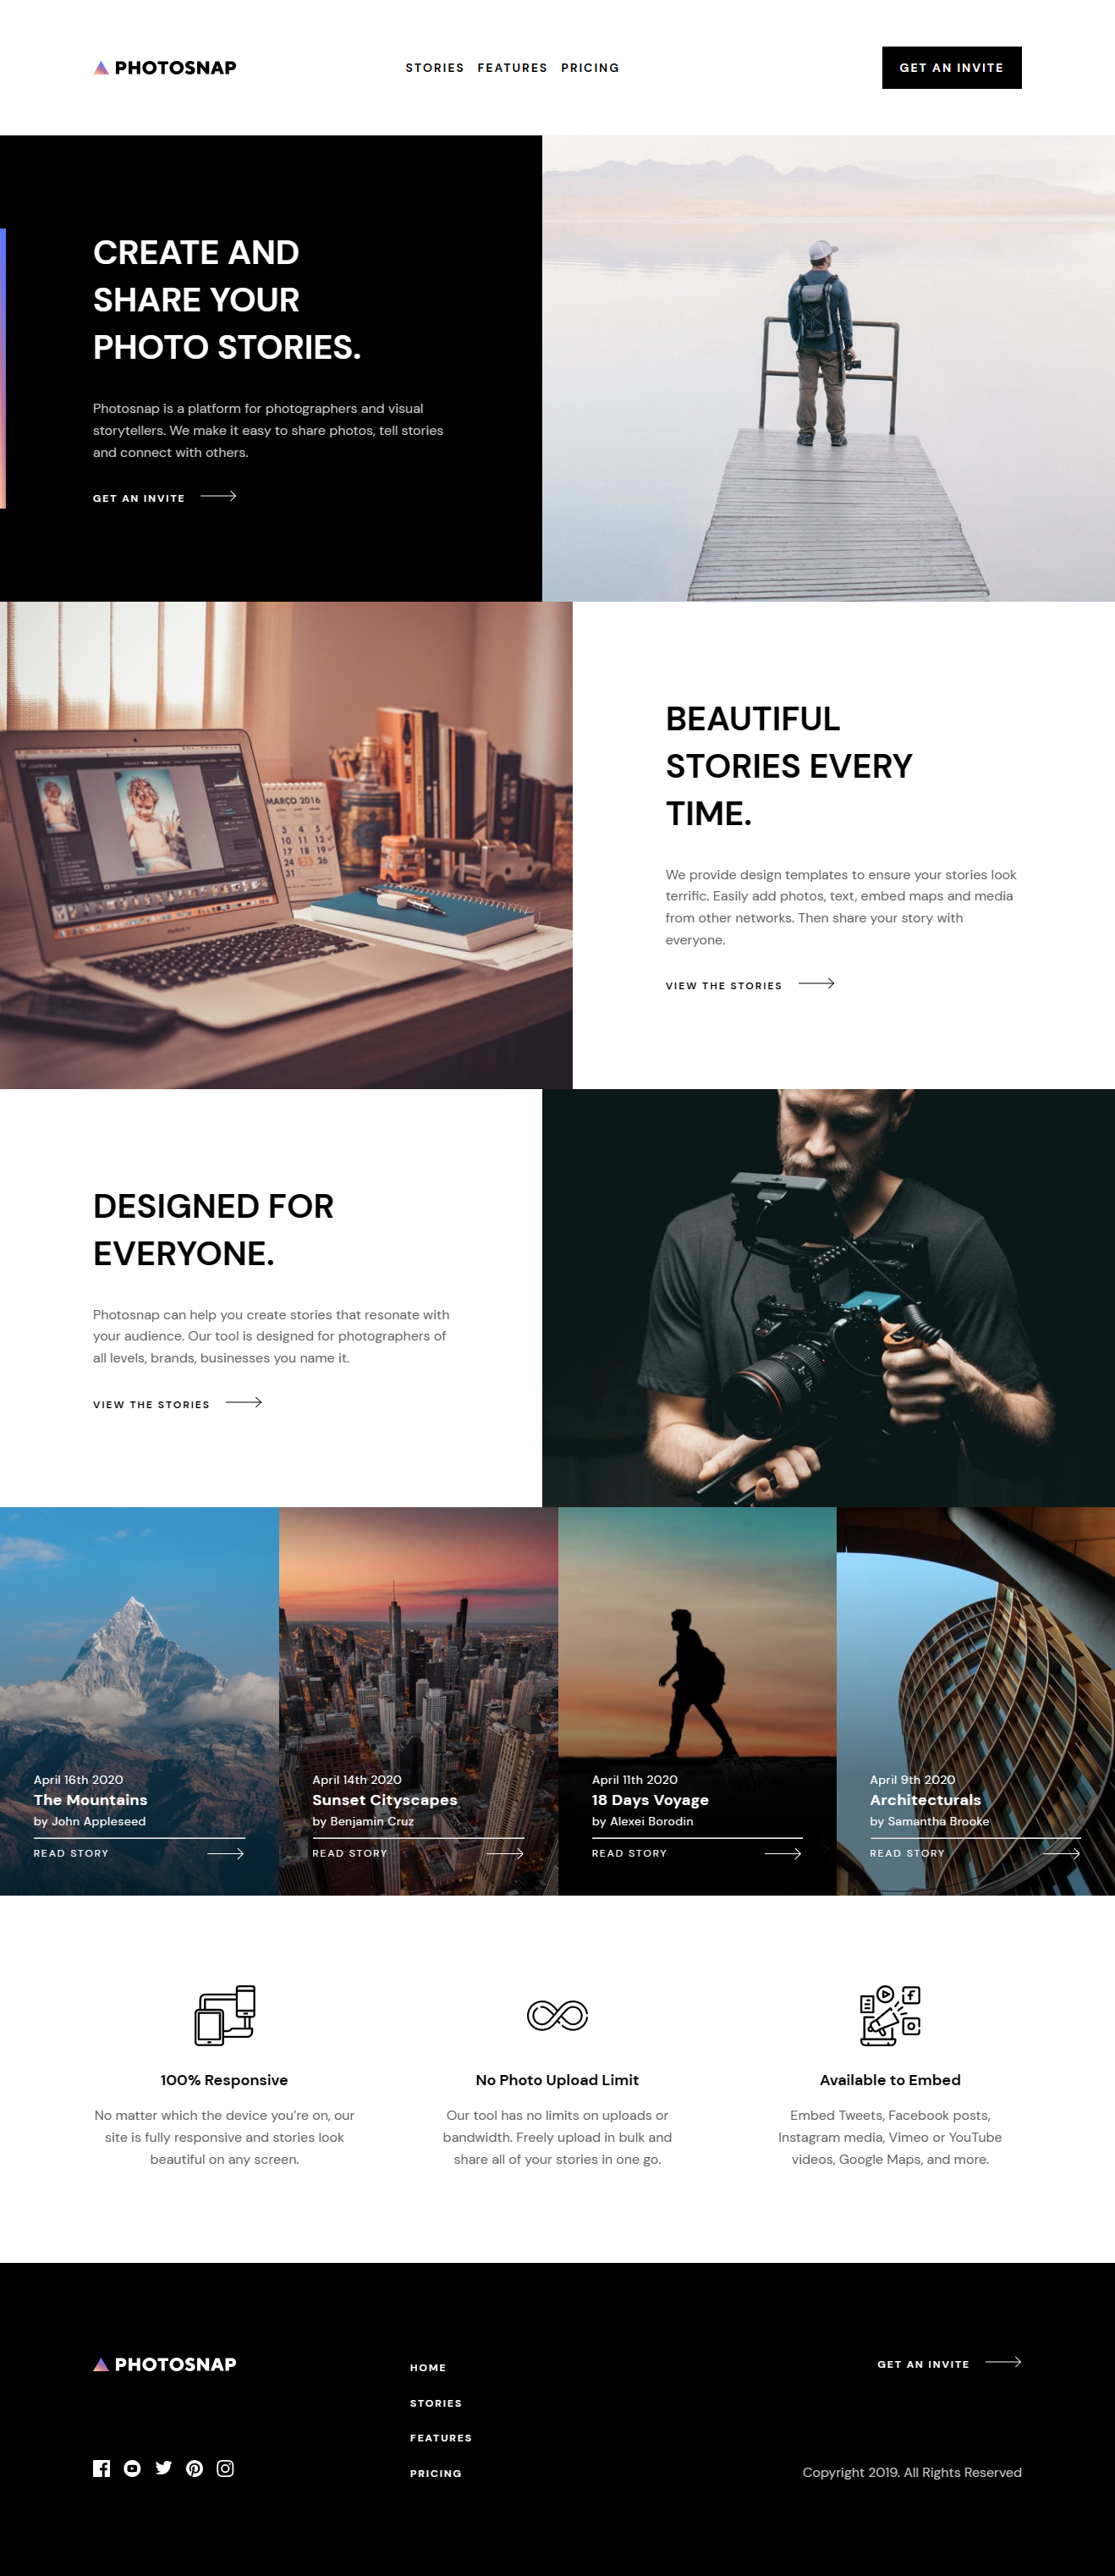 PHOTOSNAP
STORIES FEATURES PRICING
GET AN INVITE
CREATE AND
SHARE YOUR
PHOTO STORIES.
Photosnap is a platform for photographers and visual
storytellers. We make it easy to share photos, tell stories
and connect with others.
GET AN INVITE
MARÇO 2016
BEAUTIFUL
STORIES EVERY
TIME.
We provide design templates to ensure your stories look
terrific. Easily add photos, text, embed maps and media
from other networks. Then share your story with
everyone.
VIEW THE STORIES
DESIGNED FOR
EVERYONE.
Photosnap can help you create stories that resonate with
your audience. Our tool is designed for photographers of
all levels, brands, businesses you name it.
VIEW THE STORIES
April 16th 2020
The Mountains
by John Appleseed
READ STORY
April 14th 2020
Sunset Cityscapes
by Benjamin Cruz
READ STORY
April 11th 2020
18 Days Voyage
by Alexei Borodin
READ STORY
April 9th 2020
Architecturals
by Samantha Brooke
READ STORY
100% Responsive
No matter which the device you’re on, our
site is fully responsive and stories look
beautiful on any screen.
No Photo Upload Limit
Our tool has no limits on uploads or
bandwidth. Freely upload in bulk and
share all of your stories in one go.
Available to Embed
Embed Tweets, Facebook posts,
Instagram media, Vimeo or YouTube
videos, Google Maps, and more.
PHOTOSNAP
HOME
STORIES
FEATURES
PRICING
GET AN INVITE
Copyright 2019. All Rights Reserved